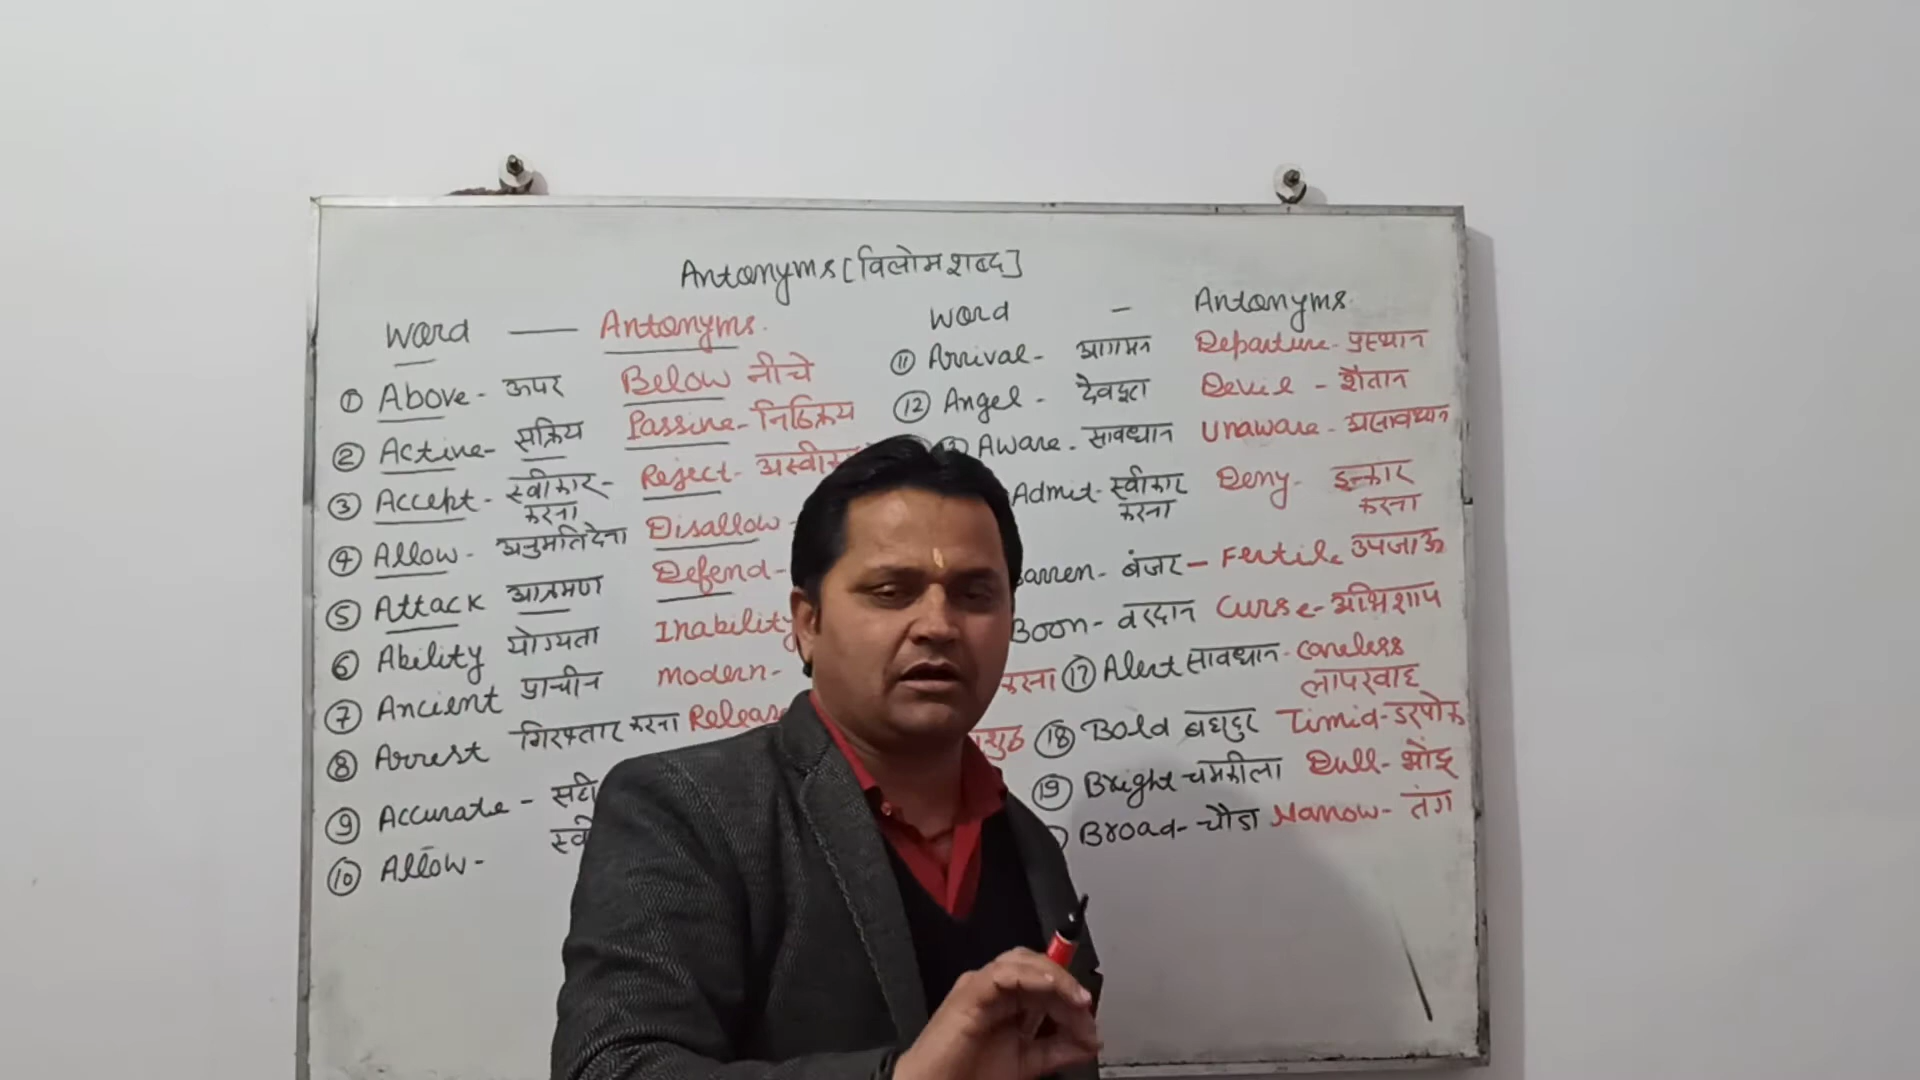 Antonyms [विलोम शब्द]
Word — Antonyms.
① Above - ऊपर Below नीचे
② Active - सक्रिय Passive - निष्क्रिय
③ Accept - स्वीकार - Reject -
करना
④ Allow - अनुमति देना Disallow -
⑤ Attack आक्रमण Defend -
⑥ Ability योग्यता Inability
⑦ Ancient प्राचीन Modern -
⑧ Arrest गिरफ्तार करना Release
⑨ Accurate -
⑩ Allow -
करना
Word - Antonyms
⑪ Arrival - आगमन Departure - प्रस्थान
⑫ Angel - देवदूत Devil - शैतान
Aware - सावधान Unaware - असावधान
Admit - स्वीकार Deny - इन्कार
करना करना
Barren - बंजर - Fertile उपजाऊ
Boon - वरदान Curse - अभिशाप
⑰ Alert सावधान - Careless
लापरवाह
⑱ Bold बहादुर Timid - डरपोक
⑲ Bright चमकीला Dull - भोंदू
Broad - चौडा Narrow - तंग